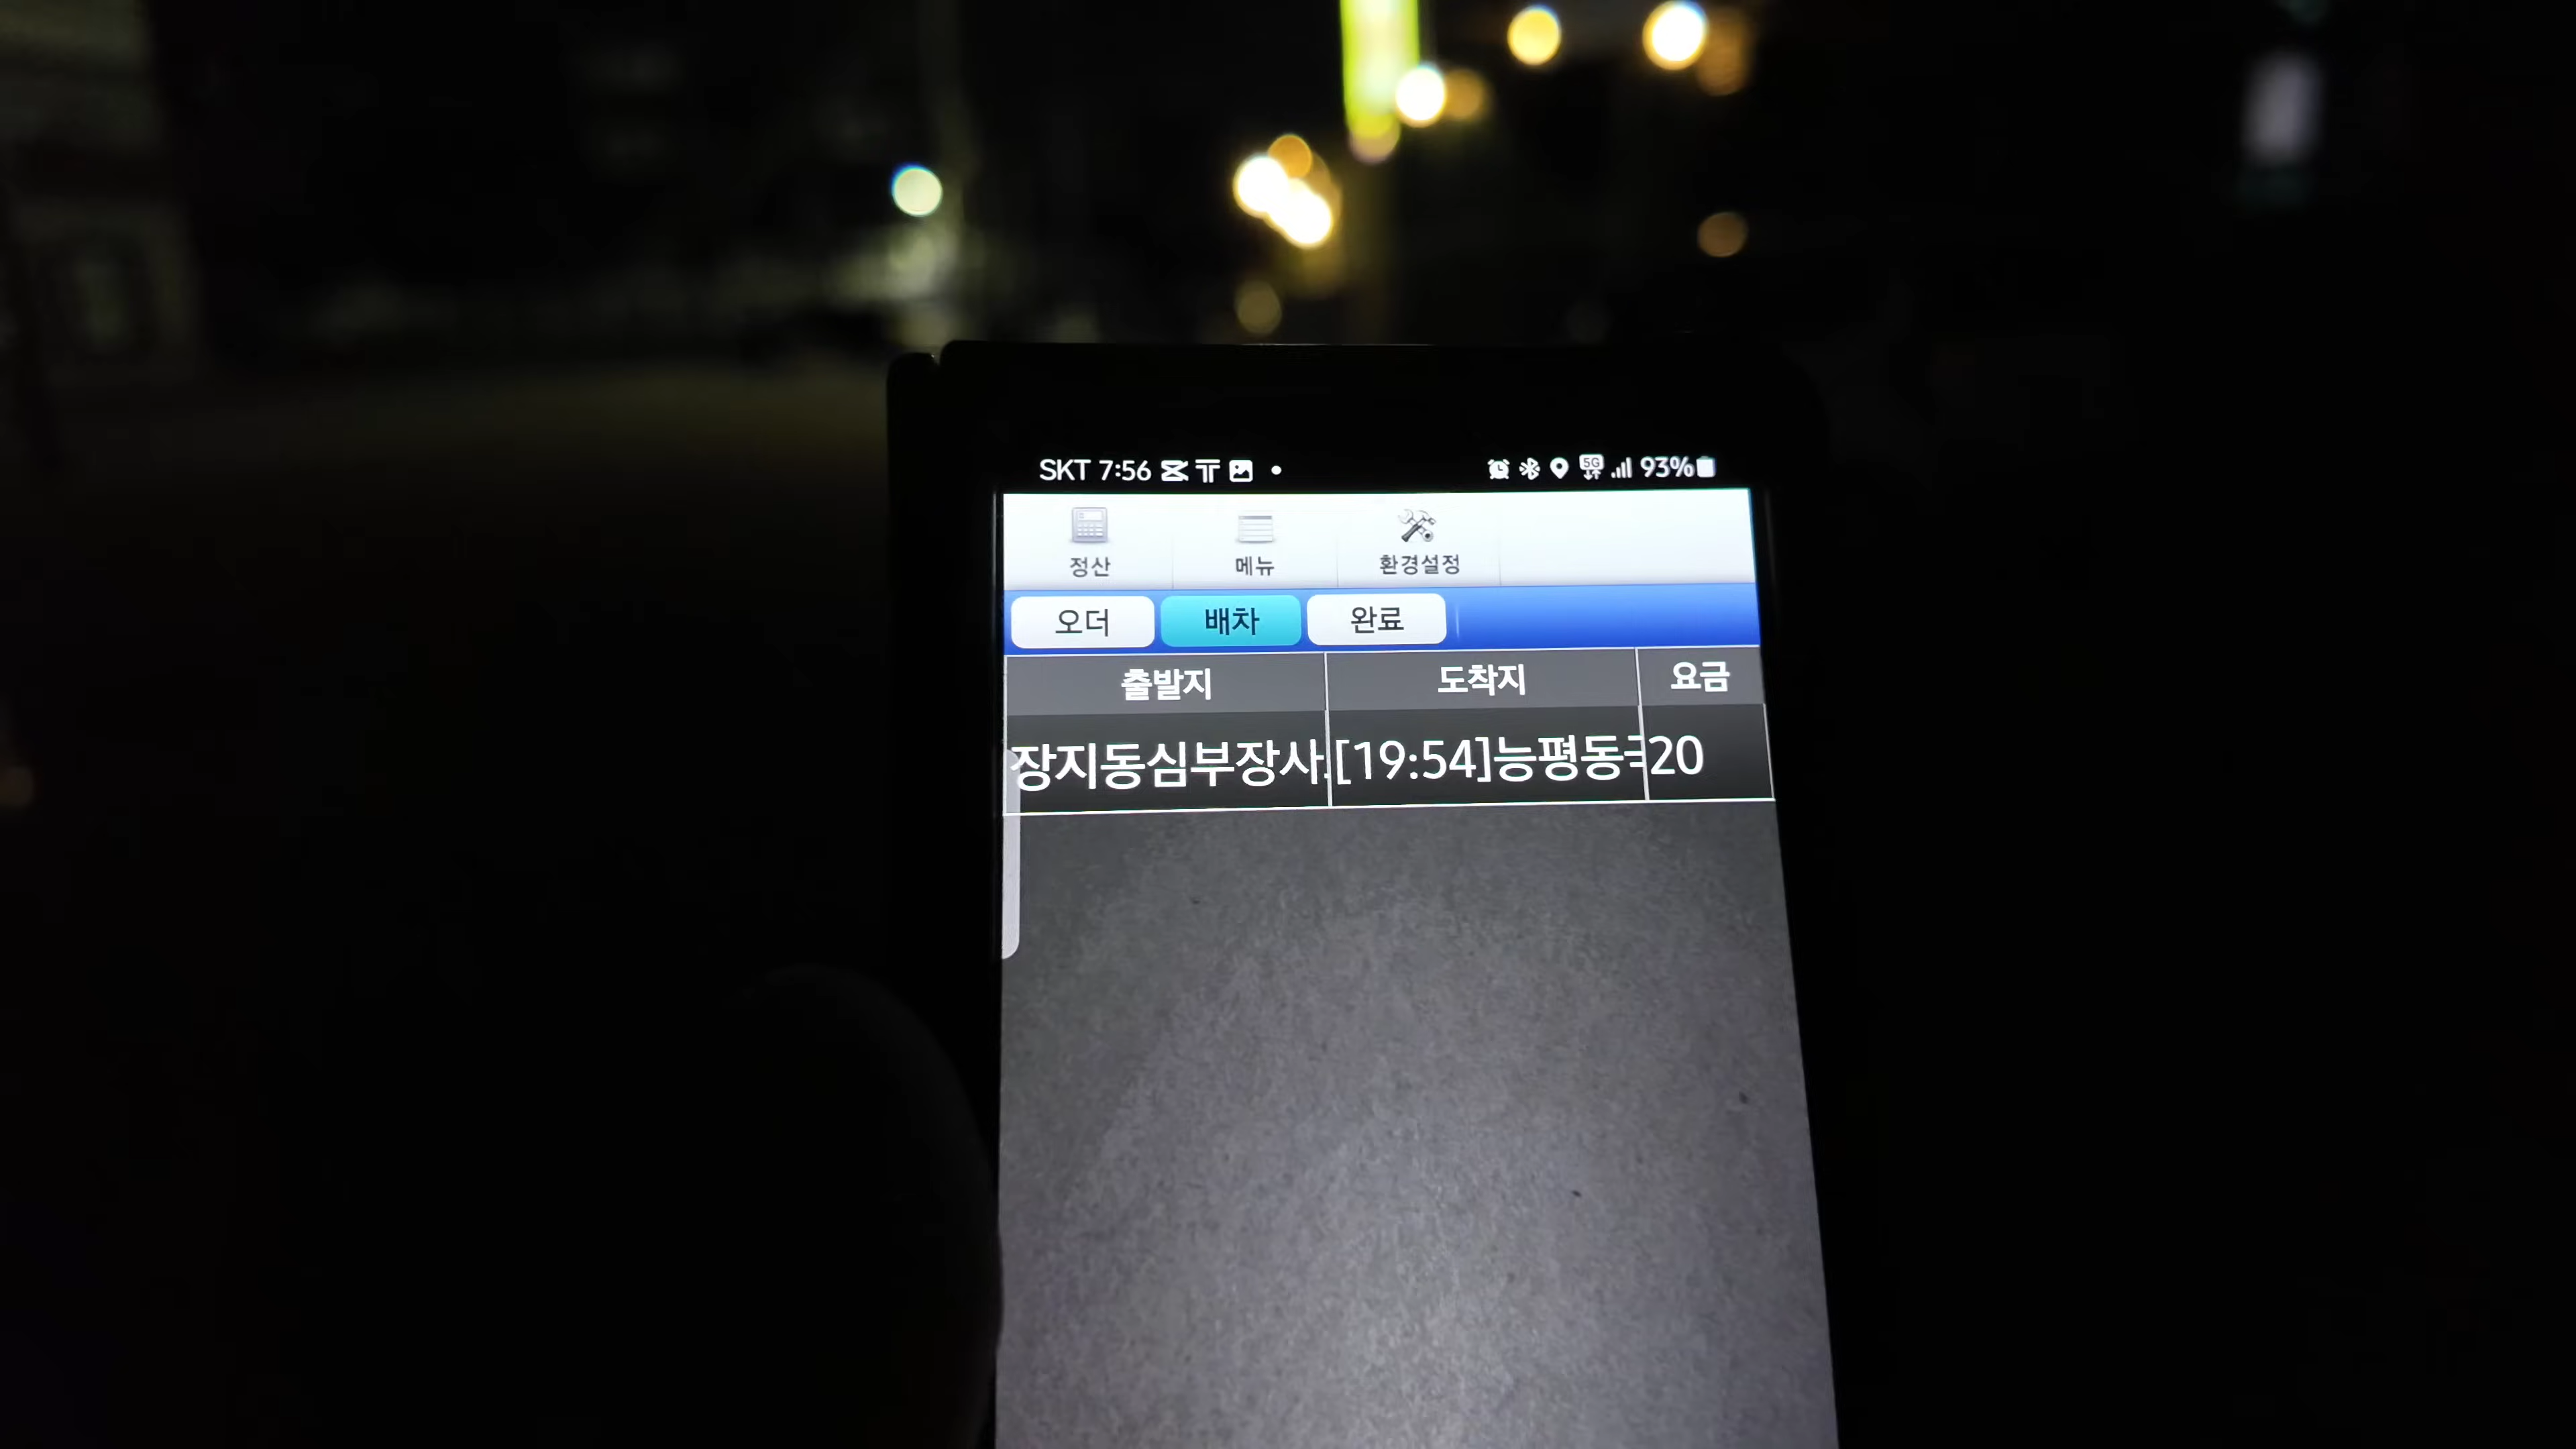 SKT 7:56 93%
5G
정산 메뉴 환경설정
오더 배차 완료
출발지 도착지 요금
장지동심부장사 [19:54]능평동 20